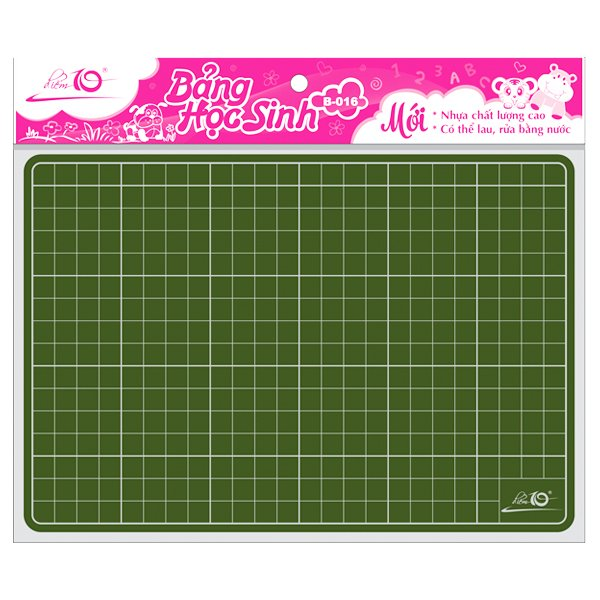 điểm 10 ®
Bảng
Học Sinh
B-016
1 2 3 A B C
Mới : • Nhựa chất lượng cao
• Có thể lau, rửa bằng nước
điểm 10 ®